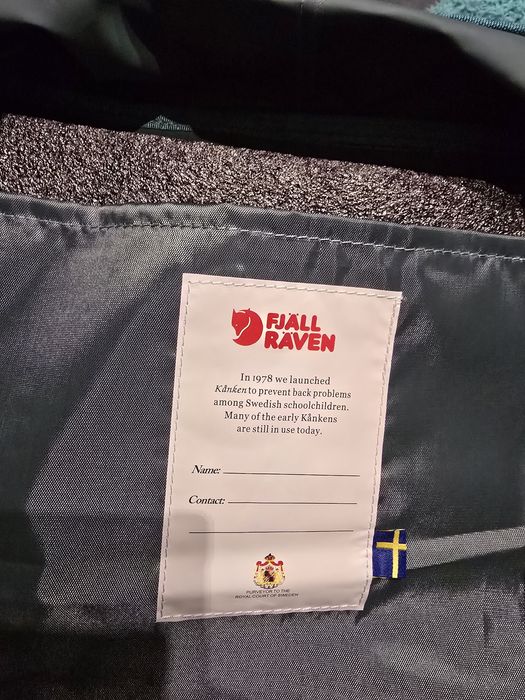 FJÄLL
RÄVEN
In 1978 we launched
Kånken to prevent back problems
among Swedish schoolchildren.
Many of the early Kånkens
are still in use today.
Name:
Contact:
PURVEYOR TO THE
ROYAL COURT OF SWEDEN